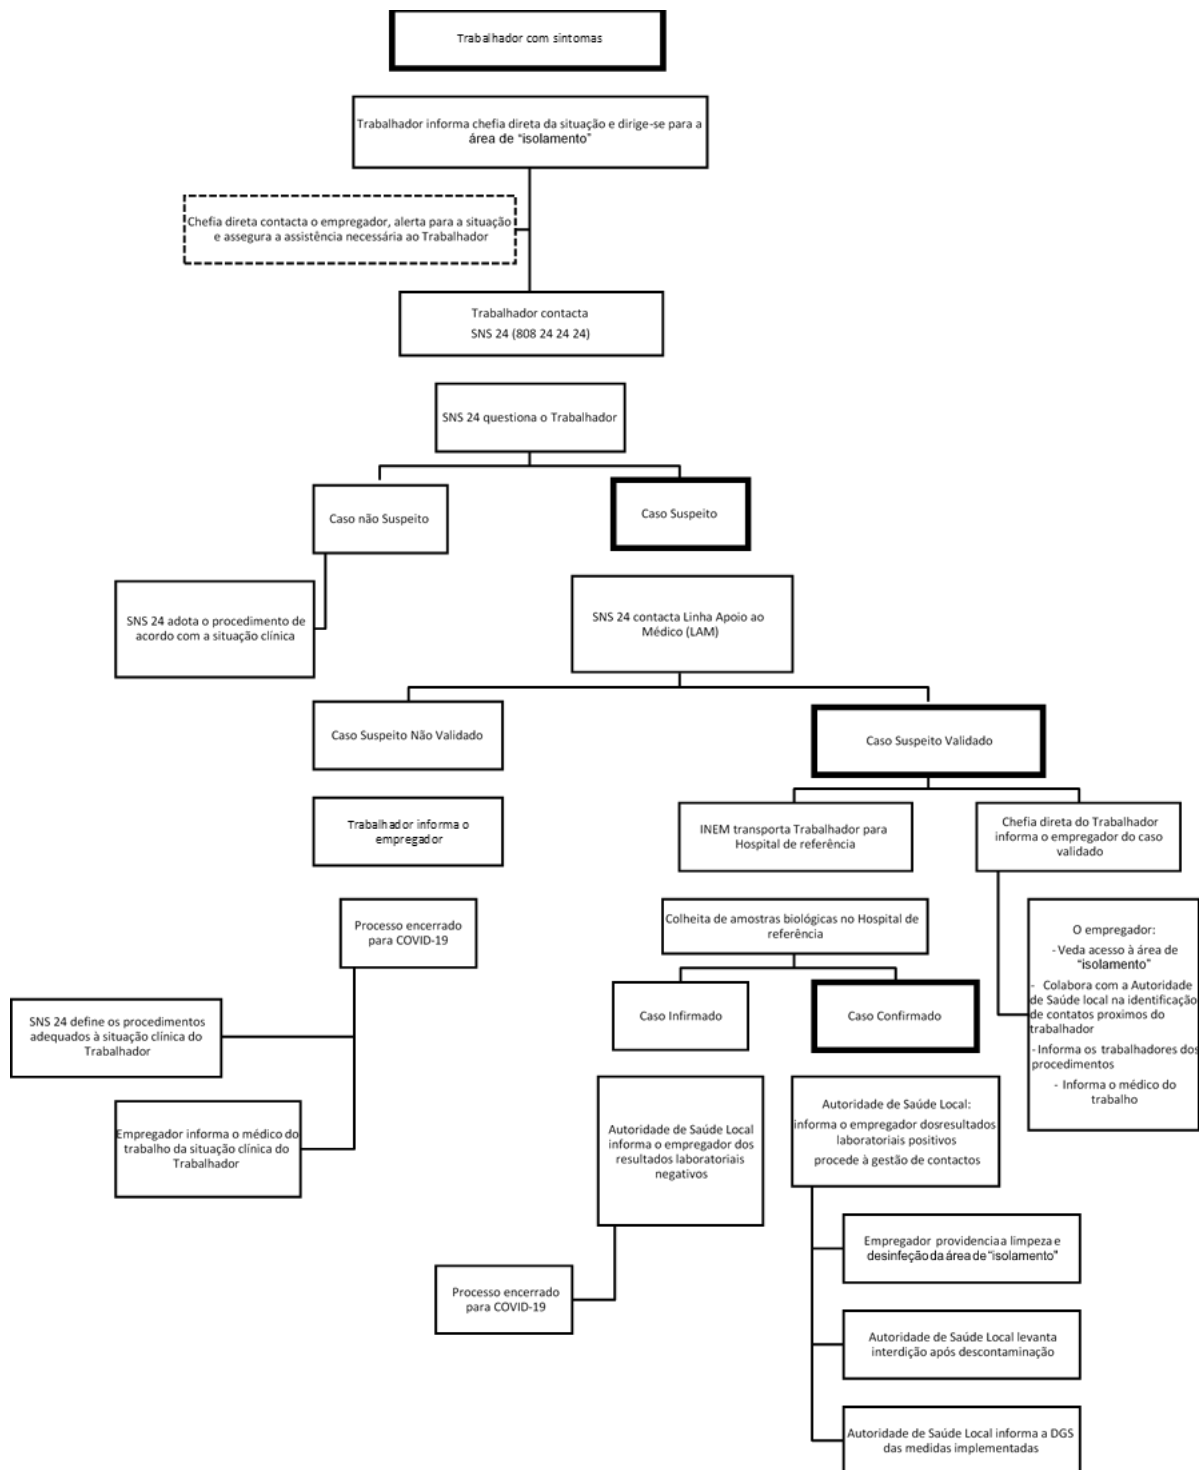 Trabalhador com sintomas
Trabalhador informa chefia direta da situação e dirige-se para a
área de “isolamento”
Chefia direta contacta o empregador, alerta para a situação
e assegura a assistência necessária ao Trabalhador
Trabalhador contacta
SNS 24 (808 24 24 24)
SNS 24 questiona o Trabalhador
Caso não Suspeito
Caso Suspeito
SNS 24 adota o procedimento de
acordo com a situação clínica
SNS 24 contacta Linha Apoio ao
Médico (LAM)
Caso Suspeito Não Validado
Caso Suspeito Validado
Trabalhador informa o
empregador
INEM transporta Trabalhador para
Hospital de referência
Chefia direta do Trabalhador
informa o empregador do caso
validado
Processo encerrado
para COVID-19
Colheita de amostras biológicas no Hospital de
referência
O empregador:
- Veda acesso à área de
“isolamento”
- Colabora com a Autoridade
de Saúde local na identificação
de contatos proximos do
trabalhador
- Informa os trabalhadores dos
procedimentos
- Informa o médico do
trabalho
SNS 24 define os procedimentos
adequados à situação clínica do
Trabalhador
Caso Infirmado
Caso Confirmado
Empregador informa o médico do
trabalho da situação clínica do
Trabalhador
Autoridade de Saúde Local
informa o empregador dos
resultados laboratoriais
negativos
Autoridade de Saúde Local:
informa o empregador dosresultados
laboratoriais positivos
procede à gestão de contactos
Processo encerrado
para COVID-19
Empregador providencia a limpeza e
desinfeção da área de “isolamento”
Autoridade de Saúde Local levanta
interdição após descontaminação
Autoridade de Saúde Local informa a DGS
das medidas implementadas